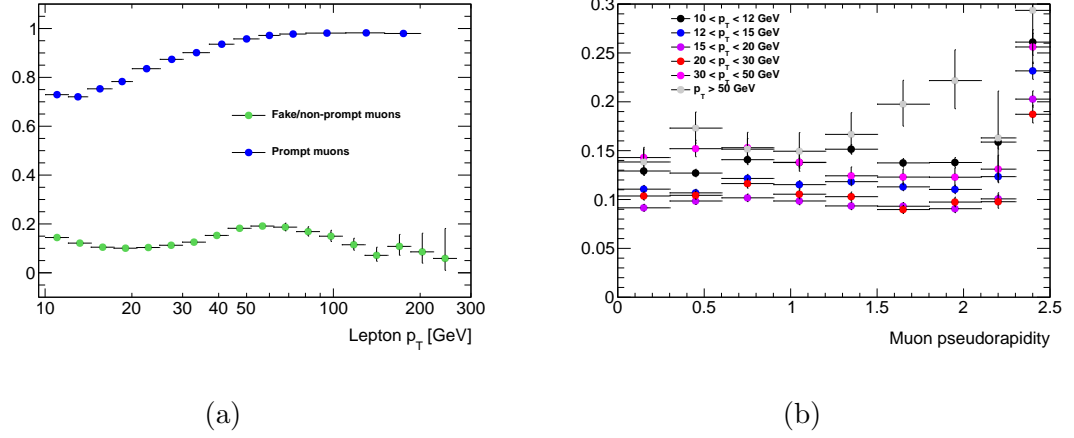 1
0.8
0.6
0.4
0.2
0
Fake/non-prompt muons
Prompt muons
10 20 30 40 50 100 200 300
Lepton p_T [GeV]
(a)
0.3
0.25
0.2
0.15
0.1
0.05
0
10 < p_T < 12 GeV
12 < p_T < 15 GeV
15 < p_T < 20 GeV
20 < p_T < 30 GeV
30 < p_T < 50 GeV
p_T > 50 GeV
0 0.5 1 1.5 2 2.5
Muon pseudorapidity
(b)